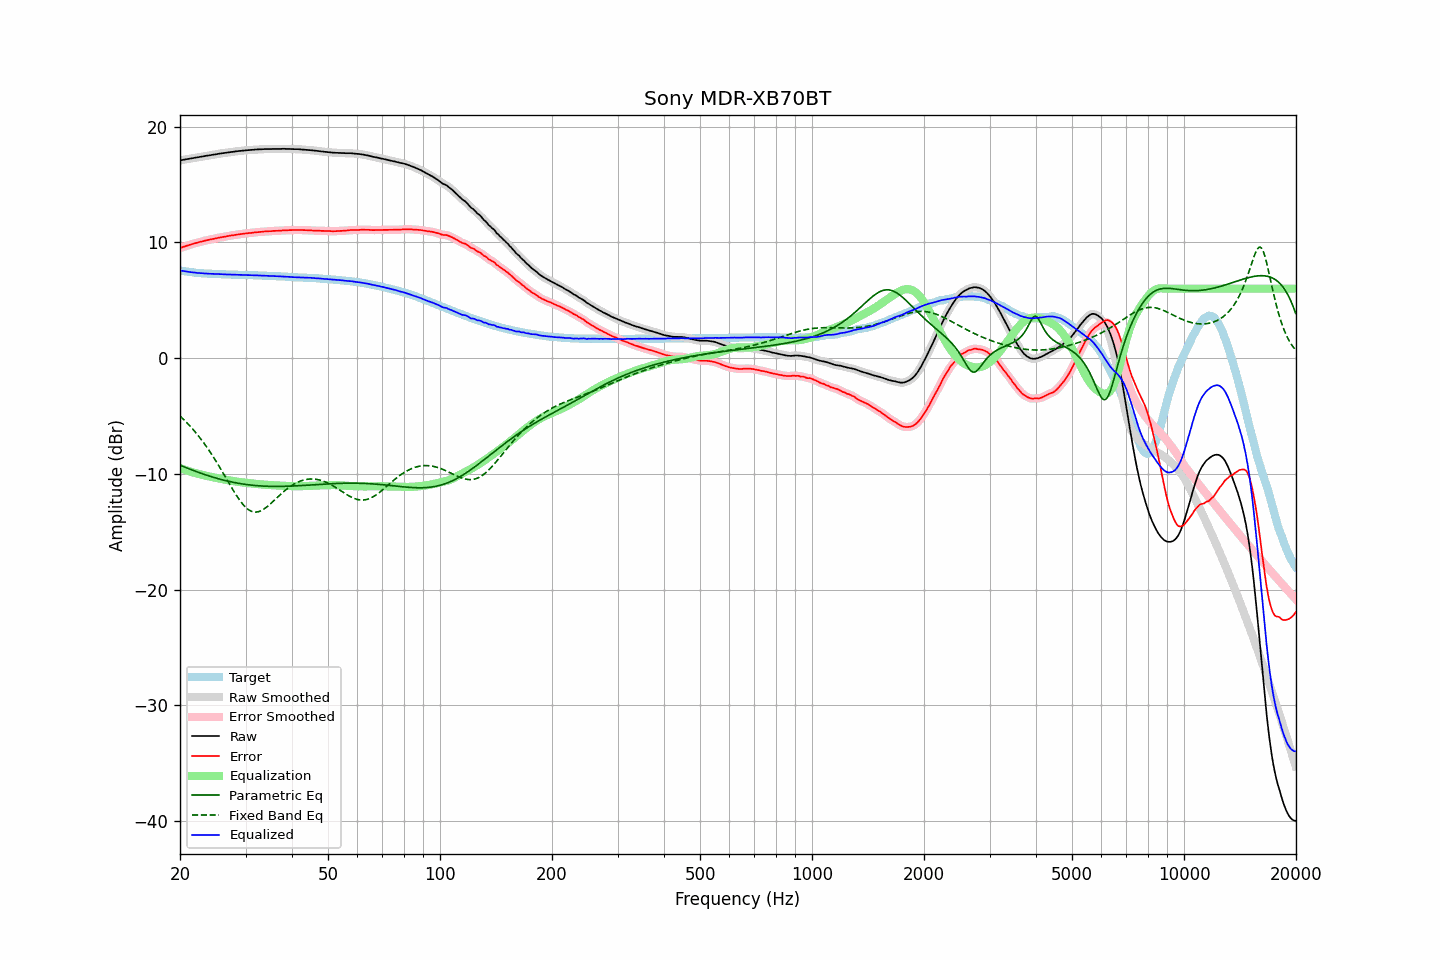 Sony MDR-XB70BT
Amplitude (dBr)
20
10
0
−10
−20
−30
−40
Target
Raw Smoothed
Error Smoothed
Raw
Error
Equalization
Parametric Eq
Fixed Band Eq
Equalized
20
50
100
200
500
1000
2000
5000
10000
20000
Frequency (Hz)